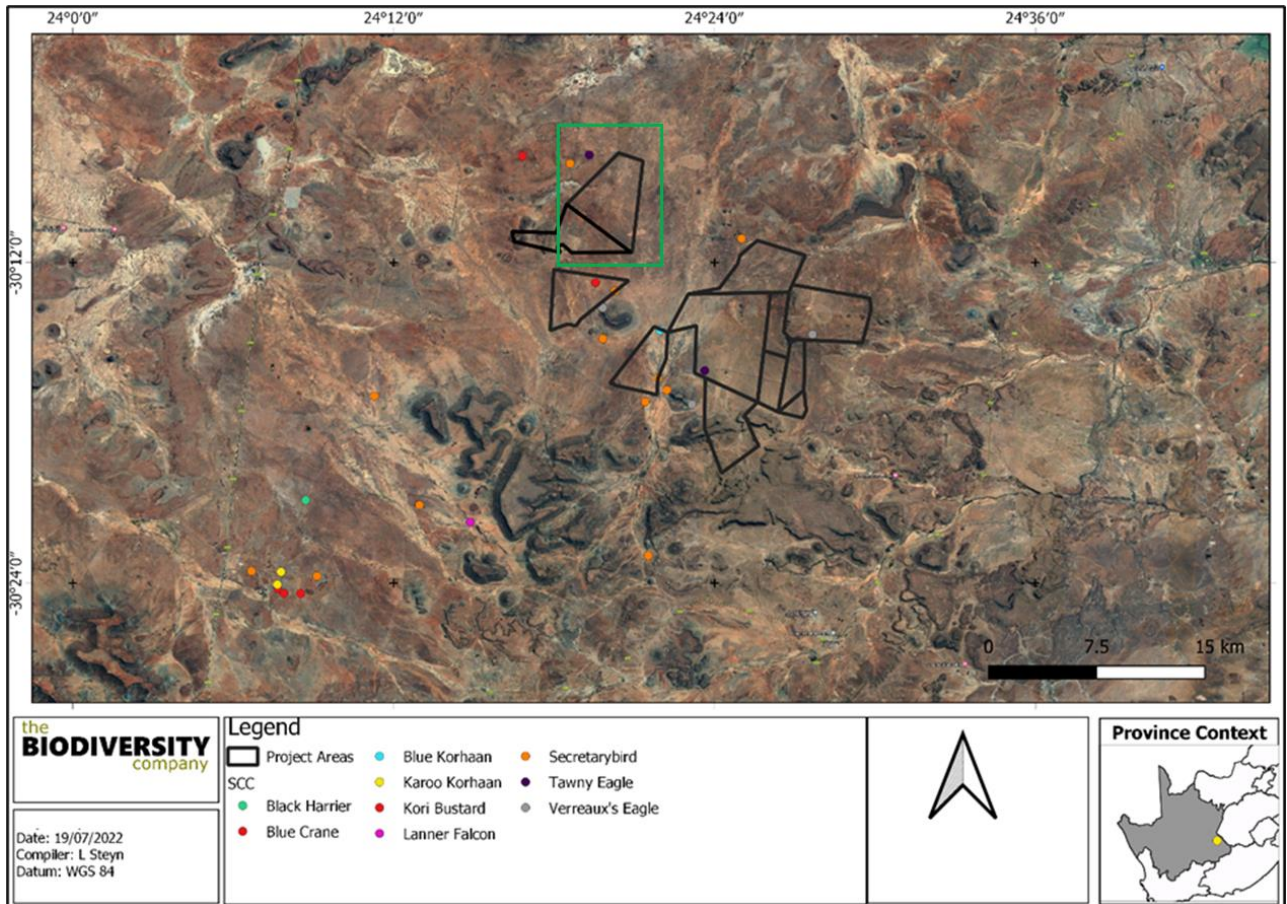 24°0'0" 24°12'0" 24°24'0" 24°36'0"
-30°12'0"
-30°24'0"
0 7.5 15 km
the
BIODIVERSITY
company
Date: 19/07/2022
Compiler: L Steyn
Datum: WGS 84
Legend
Project Areas
SCC
Black Harrier
Blue Crane
Blue Korhaan
Karoo Korhaan
Kori Bustard
Lanner Falcon
Secretarybird
Tawny Eagle
Verreaux's Eagle
Province Context